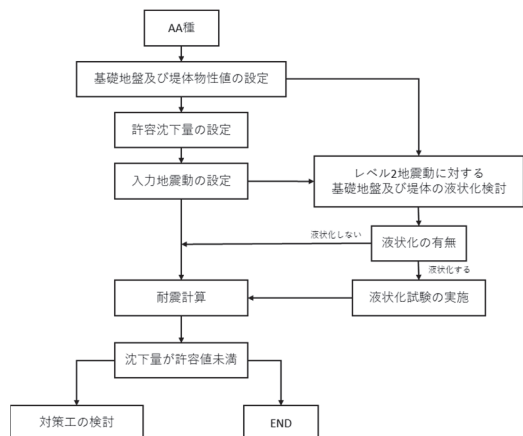 AA種
基礎地盤及び堤体物性値の設定
許容沈下量の設定
入力地震動の設定
レベル2地震動に対する
基礎地盤及び堤体の液状化検討
液状化しない
液状化の有無
液状化する
耐震計算
液状化試験の実施
沈下量が許容値未満
対策工の検討
END